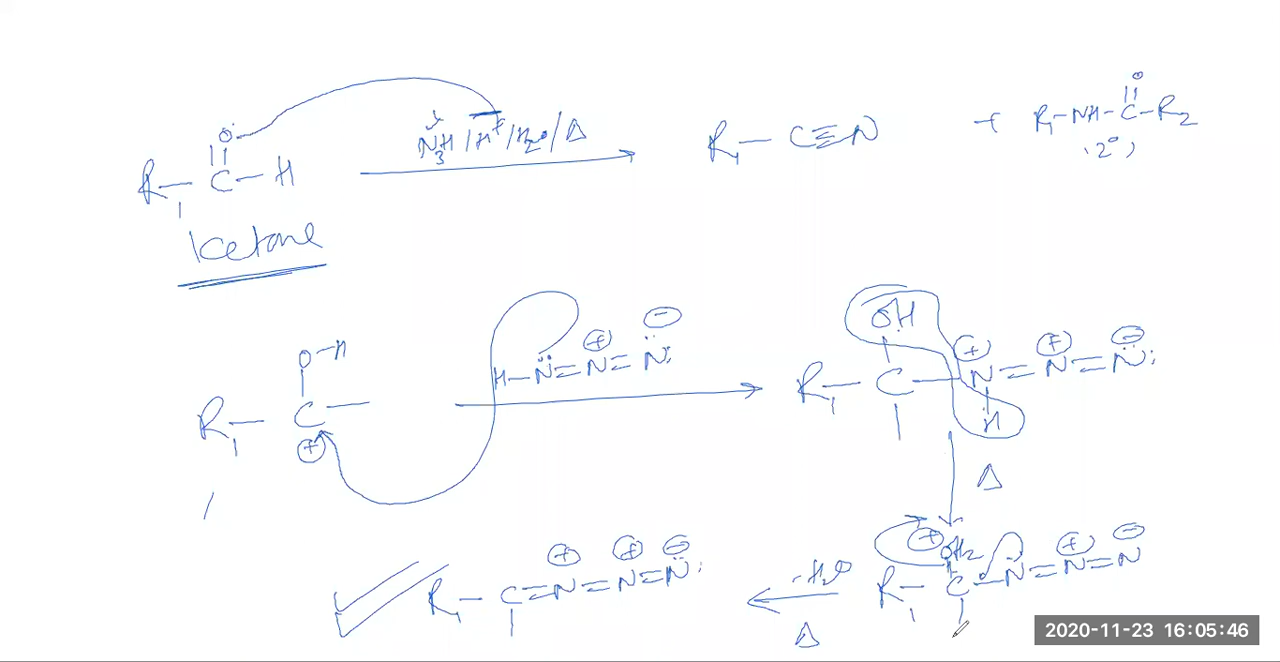 O
R₁—C—H
N₃H / H⁺ / H₂O / Δ
R₁—C≡N
+ R₁—NH—C—R₂
O
(2°)
Ketone
O—H
R₁—C—
⊕
H—N=N=N:
⊕ ⊖
OH
R₁—C—N=N=N:
⊕ ⊕ ⊖
H
Δ
⊕OH₂
R₁—C—N=N=N
⊕ ⊖
-H₂O
Δ
R₁—C=N=N=N:
⊕ ⊕ ⊖
2020-11-23 16:05:46